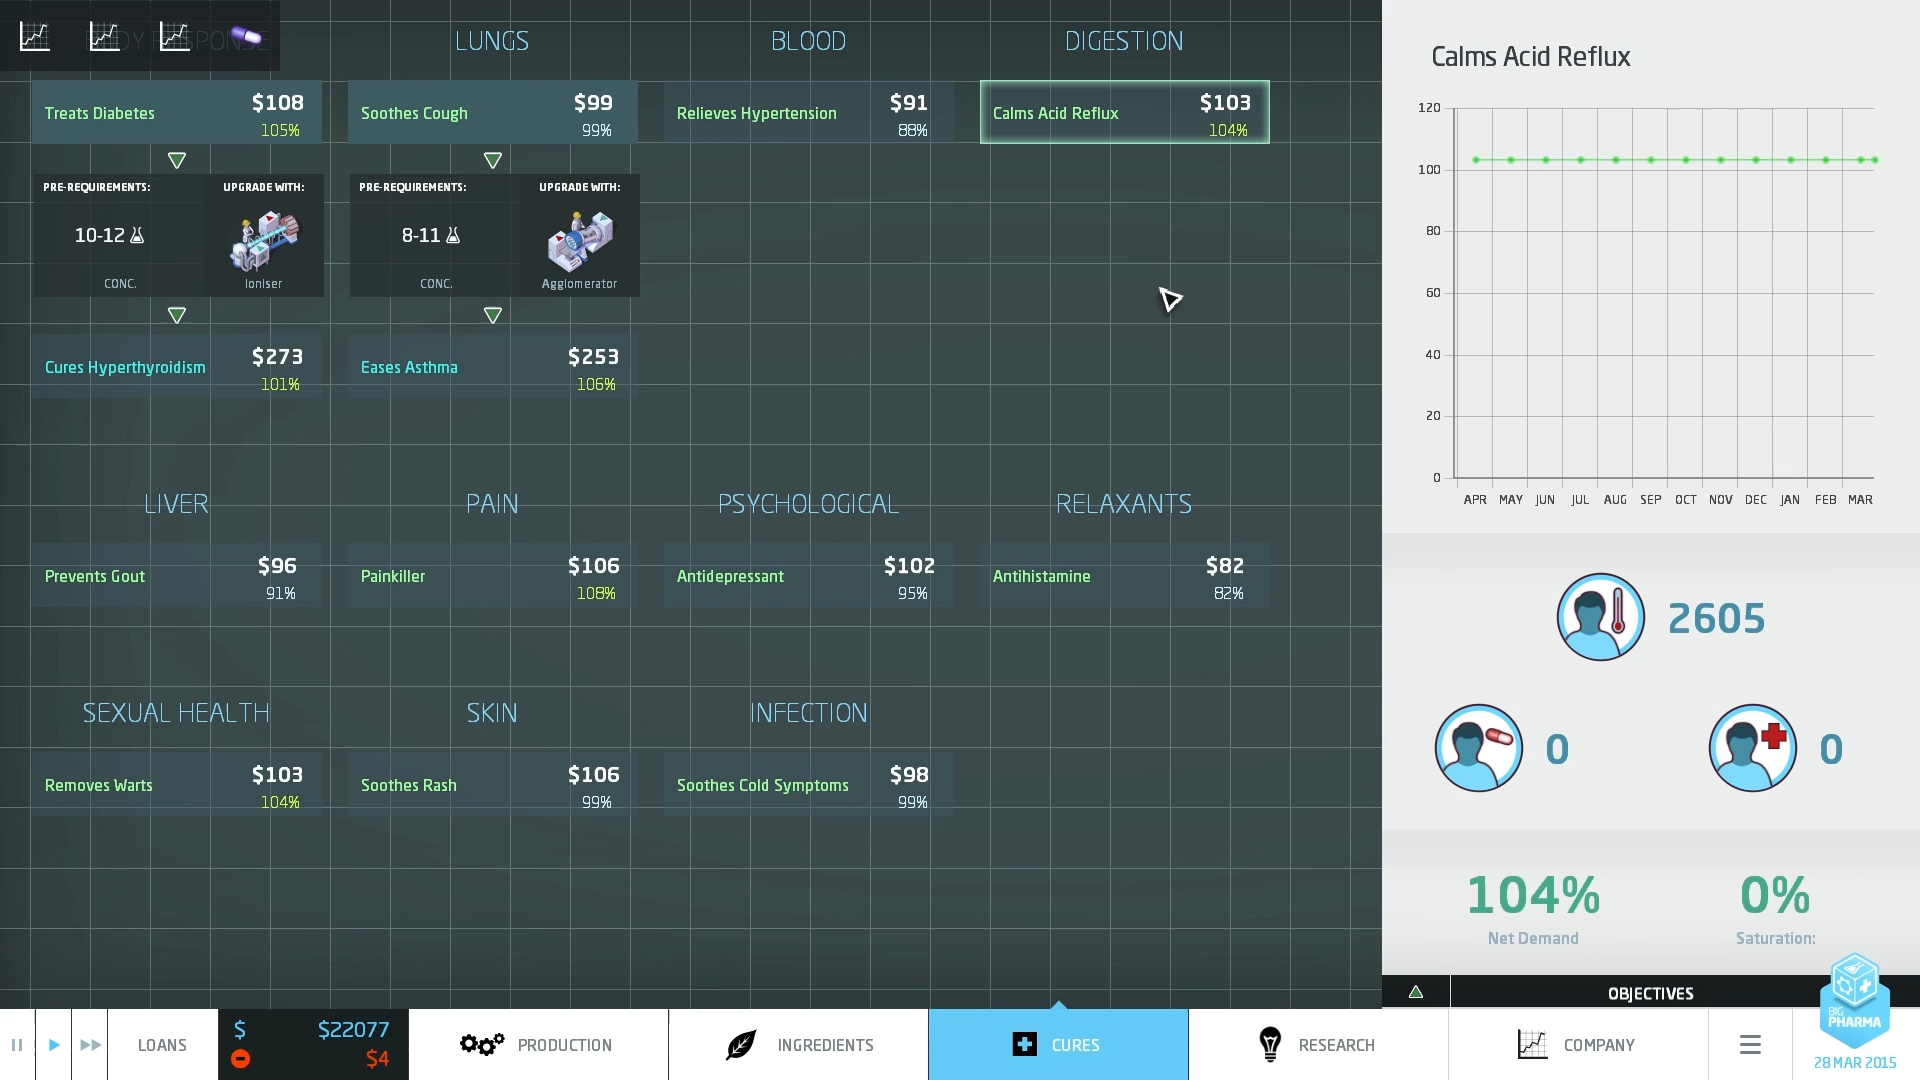 BODY RESPONSE
LUNGS
BLOOD
DIGESTION
Treats Diabetes
$108
105%
Soothes Cough
$99
99%
Relieves Hypertension
$91
88%
Calms Acid Reflux
$103
104%
PRE-REQUIREMENTS:
UPGRADE WITH:
10-12
CONC.
Ioniser
PRE-REQUIREMENTS:
UPGRADE WITH:
8-11
CONC.
Agglomerator
Cures Hyperthyroidism
$273
101%
Eases Asthma
$253
106%
LIVER
PAIN
PSYCHOLOGICAL
RELAXANTS
Prevents Gout
$96
91%
Painkiller
$106
108%
Antidepressant
$102
95%
Antihistamine
$82
82%
SEXUAL HEALTH
SKIN
INFECTION
Removes Warts
$103
104%
Soothes Rash
$106
99%
Soothes Cold Symptoms
$98
99%
Calms Acid Reflux
120
100
80
60
40
20
0
APR MAY JUN JUL AUG SEP OCT NOV DEC JAN FEB MAR
2605
0
0
104%
Net Demand
0%
Saturation:
OBJECTIVES
LOANS
$ $22077
$4
PRODUCTION
INGREDIENTS
CURES
RESEARCH
COMPANY
BIG
PHARMA
28 MAR 2015